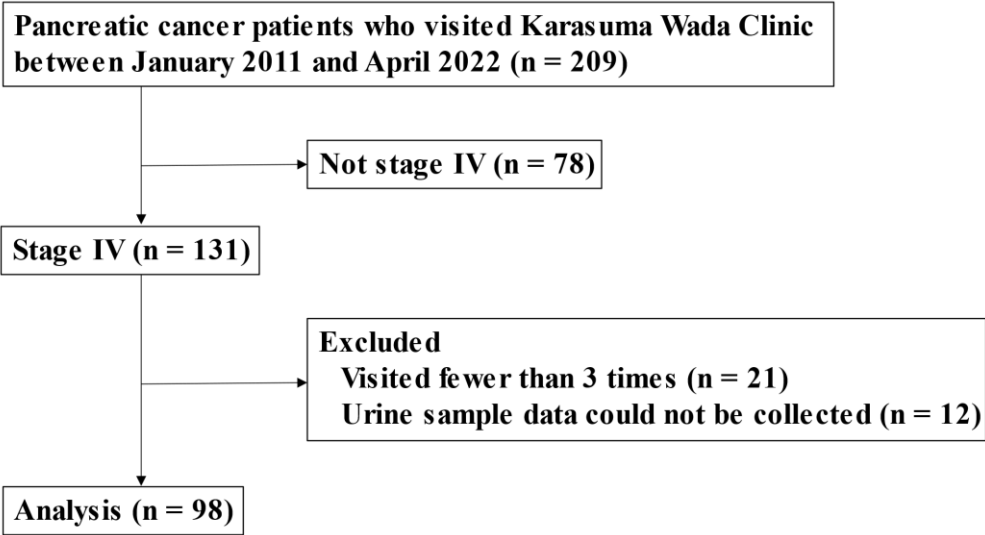 Pancreatic cancer patients who visited Karasuma Wada Clinic
between January 2011 and April 2022 (n = 209)
Not stage IV (n = 78)
Stage IV (n = 131)
Excluded
Visited fewer than 3 times (n = 21)
Urine sample data could not be collected (n = 12)
Analysis (n = 98)